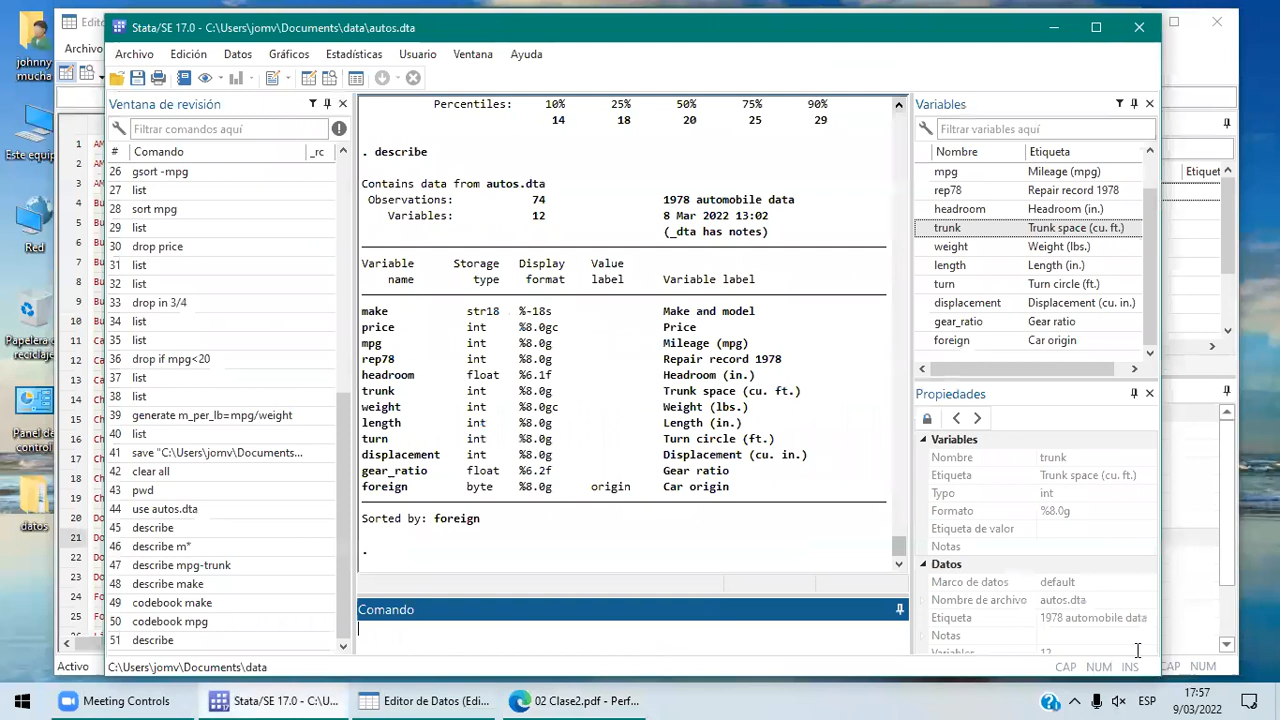 johnny mucha
Este equipo
Red
Papelera de reciclaje
Panel de control
datos
Archivo
Stata/SE 17.0 - C:\Users\jomv\Documents\data\autos.dta
Archivo Edición Datos Gráficos Estadísticas Usuario Ventana Ayuda
Ventana de revisión
Filtrar comandos aquí
# Comando _rc
26 gsort -mpg
27 list
28 sort mpg
29 list
30 drop price
31 list
32 list
33 drop in 3/4
34 list
35 list
36 drop if mpg<20
37 list
38 list
39 generate m_per_lb=mpg/weight
40 list
41 save "C:\Users\jomv\Documents...
42 clear all
43 pwd
44 use autos.dta
45 describe
46 describe m*
47 describe mpg-trunk
48 describe make
49 codebook make
50 codebook mpg
51 describe
Percentiles: 10% 25% 50% 75% 90%
14 18 20 25 29
. describe
Contains data from autos.dta
Observations: 74 1978 automobile data
Variables: 12 8 Mar 2022 13:02
(_dta has notes)
Variable Storage Display Value
name type format label Variable label
make str18 %-18s Make and model
price int %8.0gc Price
mpg int %8.0g Mileage (mpg)
rep78 int %8.0g Repair record 1978
headroom float %6.1f Headroom (in.)
trunk int %8.0g Trunk space (cu. ft.)
weight int %8.0gc Weight (lbs.)
length int %8.0g Length (in.)
turn int %8.0g Turn circle (ft.)
displacement int %8.0g Displacement (cu. in.)
gear_ratio float %6.2f Gear ratio
foreign byte %8.0g origin Car origin
Sorted by: foreign
.
Comando
Variables
Filtrar variables aquí
Nombre Etiqueta
mpg Mileage (mpg)
rep78 Repair record 1978
headroom Headroom (in.)
trunk Trunk space (cu. ft.)
weight Weight (lbs.)
length Length (in.)
turn Turn circle (ft.)
displacement Displacement (cu. in.)
gear_ratio Gear ratio
foreign Car origin
Propiedades
Variables
Nombre trunk
Etiqueta Trunk space (cu. ft.)
Typo int
Formato %8.0g
Etiqueta de valor
Notas
Datos
Marco de datos default
Nombre de archivo autos.dta
Etiqueta 1978 automobile data
Notas
Variables 12
C:\Users\jomv\Documents\data
CAP NUM INS
Activo
CAP NUM
Meeting Controls
Stata/SE 17.0 - C:\U...
Editor de Datos (Edi...
02 Clase2.pdf - Perf...
ESP
17:57
9/03/2022